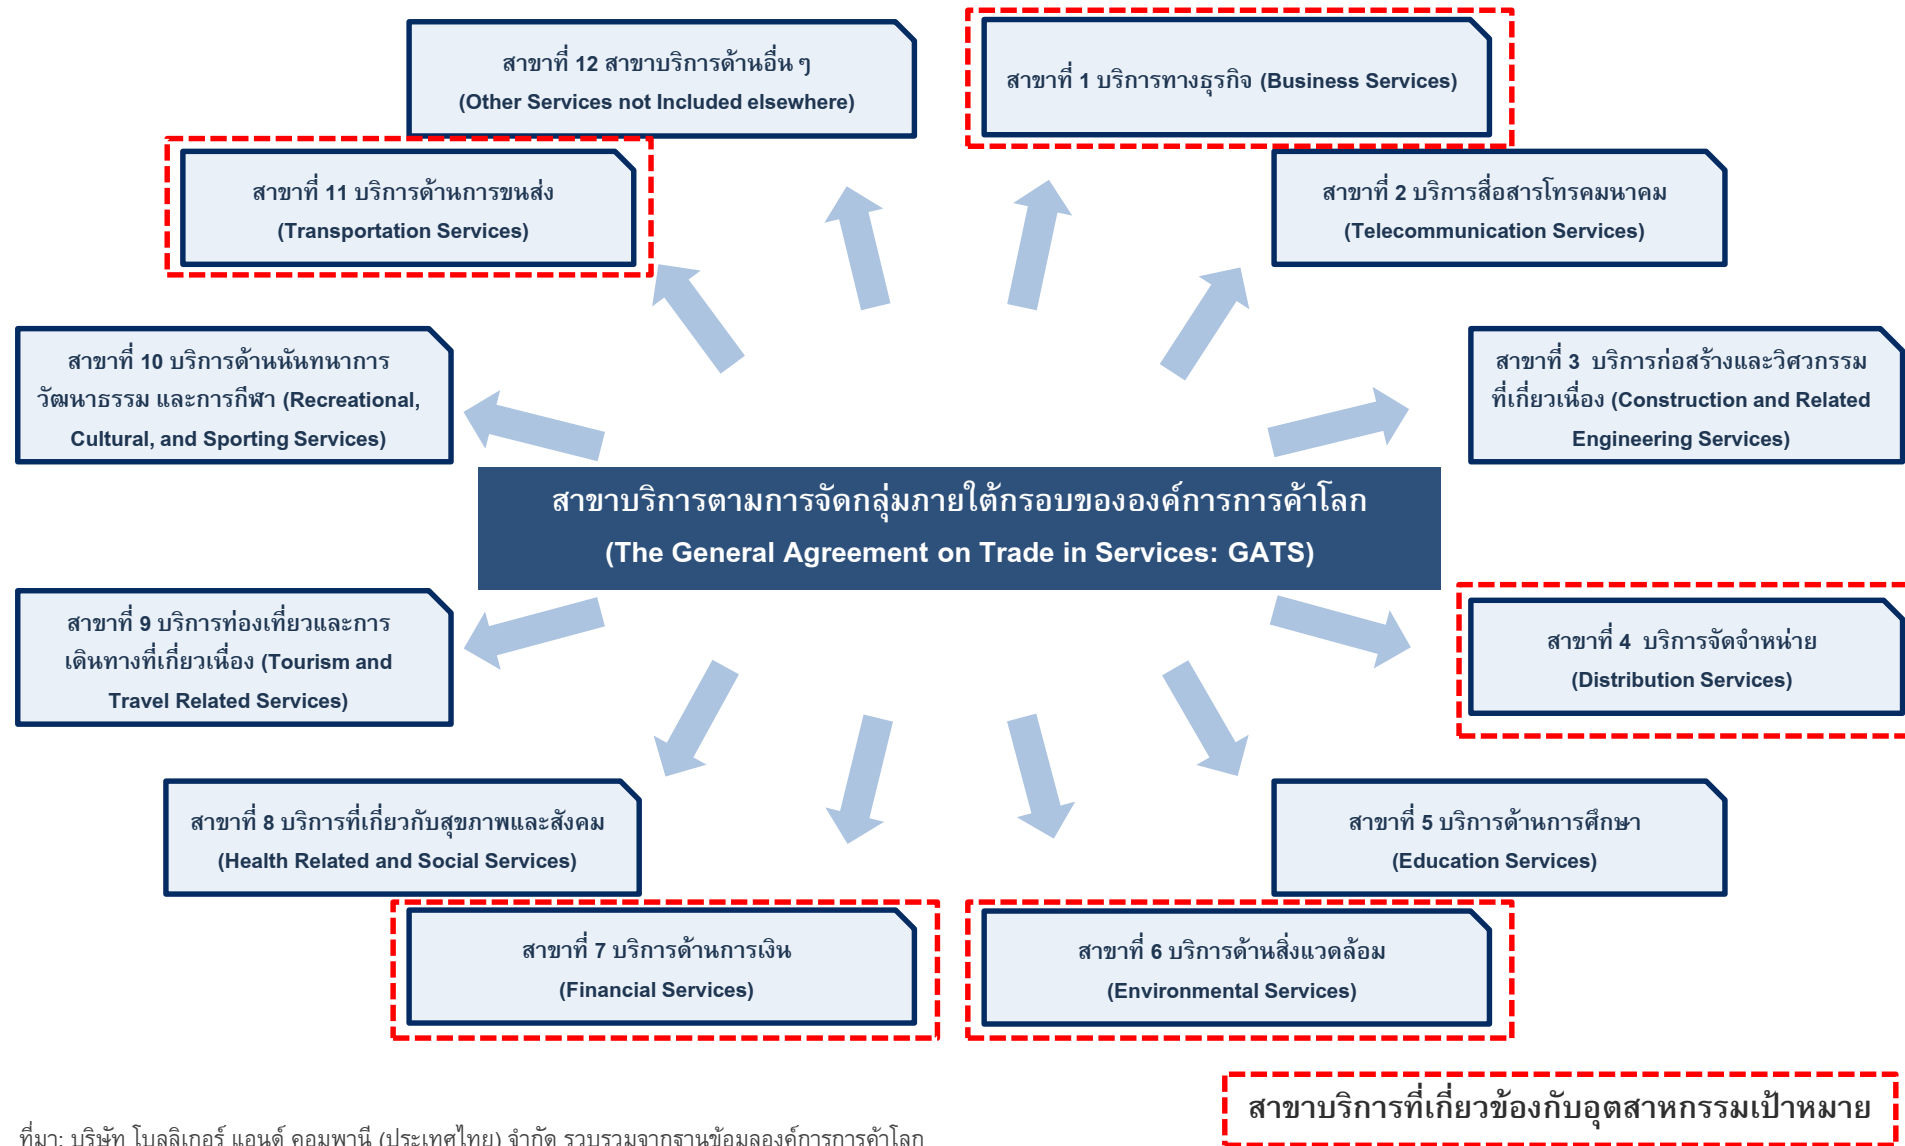 สาขาที่ 12 สาขาบริการด้านอื่น ๆ
(Other Services not Included elsewhere)
สาขาที่ 1 บริการทางธุรกิจ (Business Services)
สาขาที่ 11 บริการด้านการขนส่ง
(Transportation Services)
สาขาที่ 2 บริการสื่อสารโทรคมนาคม
(Telecommunication Services)
สาขาที่ 10 บริการด้านนันทนาการ
วัฒนาธรรม และการกีฬา (Recreational,
Cultural, and Sporting Services)
สาขาที่ 3 บริการก่อสร้างและวิศวกรรม
ที่เกี่ยวเนื่อง (Construction and Related
Engineering Services)
สาขาบริการตามการจัดกลุ่มภายใต้กรอบขององค์การการค้าโลก
(The General Agreement on Trade in Services: GATS)
สาขาที่ 9 บริการท่องเที่ยวและการ
เดินทางที่เกี่ยวเนื่อง (Tourism and
Travel Related Services)
สาขาที่ 4 บริการจัดจำหน่าย
(Distribution Services)
สาขาที่ 8 บริการที่เกี่ยวกับสุขภาพและสังคม
(Health Related and Social Services)
สาขาที่ 5 บริการด้านการศึกษา
(Education Services)
สาขาที่ 7 บริการด้านการเงิน
(Financial Services)
สาขาที่ 6 บริการด้านสิ่งแวดล้อม
(Environmental Services)
สาขาบริการที่เกี่ยวข้องกับอุตสาหกรรมเป้าหมาย
ที่มา: บริษัท โบลลิเกอร์ แอนด์ คอมพานี (ประเทศไทย) จำกัด รวบรวมจากฐานข้อมูลองค์การการค้าโลก